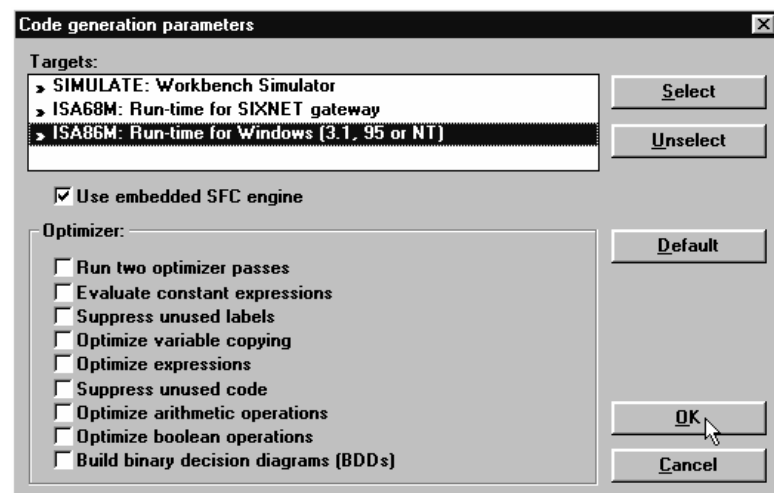 Code generation parameters
Targets:
SIMULATE: Workbench Simulator
ISA68M: Run-time for SIXNET gateway
ISA86M: Run-time for Windows (3.1, 95 or NT)
Select
Unselect
Use embedded SFC engine
Optimizer:
Default
Run two optimizer passes
Evaluate constant expressions
Suppress unused labels
Optimize variable copying
Optimize expressions
Suppress unused code
Optimize arithmetic operations
Optimize boolean operations
Build binary decision diagrams (BDDs)
OK
Cancel